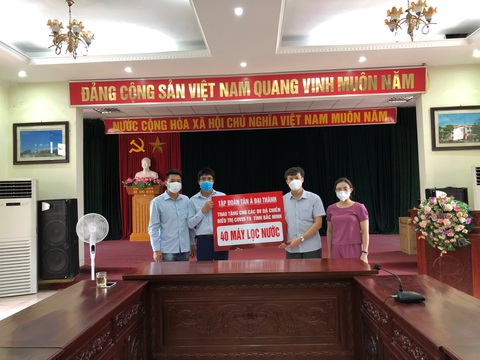 ĐẢNG CỘNG SẢN VIỆT NAM QUANG VINH MUÔN NĂM
NƯỚC CỘNG HÒA XÃ HỘI CHỦ NGHĨA VIỆT NAM MUÔN NĂM
TẬP ĐOÀN TÂN Á ĐẠI THÀNH
TRAO TẶNG CHO CÁC BV DÃ CHIẾN
ĐIỀU TRỊ COVID 19 TỈNH BẮC NINH
40 MÁY LỌC NƯỚC